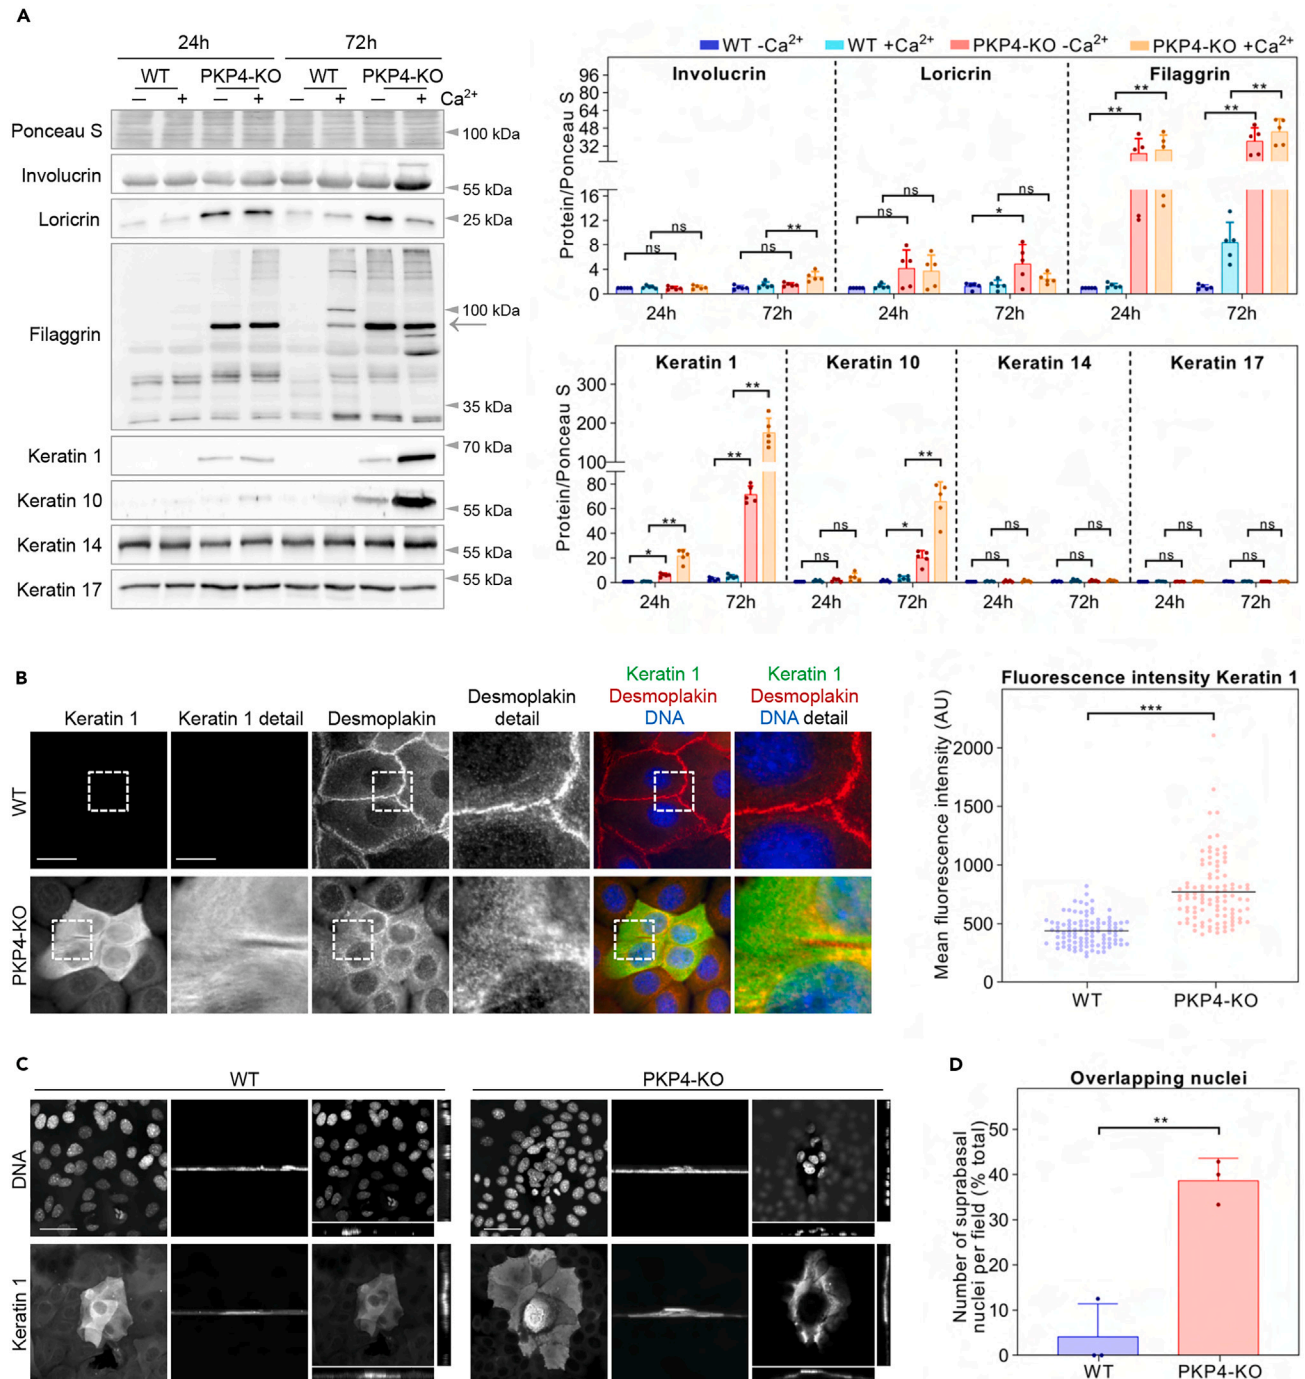 A
24h 72h
WT PKP4-KO WT PKP4-KO
– + – + – + – + Ca²⁺
Ponceau S
100 kDa
Involucrin
55 kDa
Loricrin
25 kDa
Filaggrin
100 kDa
35 kDa
Keratin 1
70 kDa
Keratin 10
55 kDa
Keratin 14
55 kDa
Keratin 17
55 kDa
WT -Ca²⁺ WT +Ca²⁺ PKP4-KO -Ca²⁺ PKP4-KO +Ca²⁺
Involucrin Loricrin Filaggrin
Protein/Ponceau S
96
80
64
48
32
16
12
8
4
0
ns ns ns ** ns ns * ns ** ** ** **
24h 72h 24h 72h 24h 72h
Keratin 1 Keratin 10 Keratin 14 Keratin 17
Protein/Ponceau S
300
200
100
80
60
40
20
0
* ** ** ** ns ns * ** ns ns ns ns ns ns ns ns
24h 72h 24h 72h 24h 72h 24h 72h
B
Keratin 1
Keratin 1 detail
Desmoplakin
Desmoplakin
detail
Keratin 1
Desmoplakin
DNA
Keratin 1
Desmoplakin
DNA detail
WT
PKP4-KO
Fluorescence intensity Keratin 1
Mean fluorescence intensity (AU)
***
2000
1500
1000
500
0
WT PKP4-KO
C
WT PKP4-KO
DNA
Keratin 1
D
Overlapping nuclei
Number of suprabasal
nuclei per field (% total)
**
50
40
30
20
10
0
WT PKP4-KO